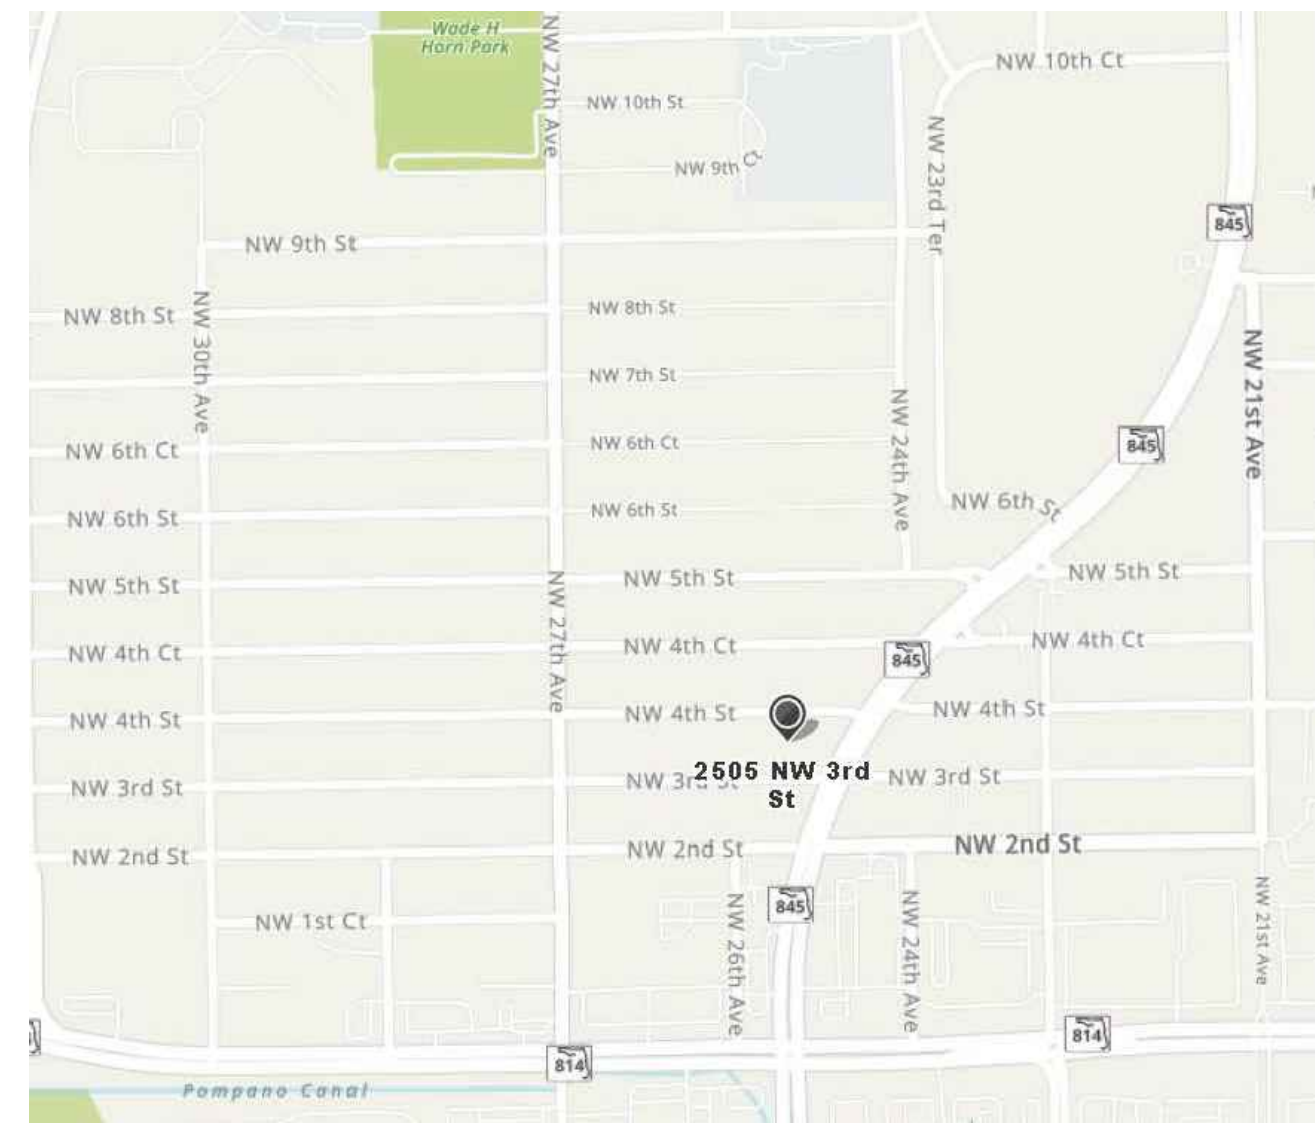 Wade H
Horn Park
NW 27th Ave
NW 10th Ct
NW 10th St
NW 9th Ct
NW 23rd Ter
845
NW 9th St
NW 8th St
NW 30th Ave
NW 8th St
NW 7th St
NW 21st Ave
NW 24th Ave
845
NW 6th Ct
NW 6th Ct
NW 6th St
NW 6th St
NW 6th St
NW 5th St
NW 5th St
NW 5th St
NW 27th Ave
NW 4th Ct
NW 4th Ct
NW 4th Ct
845
NW 4th St
NW 4th St
NW 4th St
2505 NW 3rd
St
NW 3rd St
NW 3rd St
NW 3rd St
NW 2nd St
NW 2nd St
NW 2nd St
NW 1st Ct
NW 26th Ave
845
NW 24th Ave
NW 21st Ave
814
814
Pompano Canal